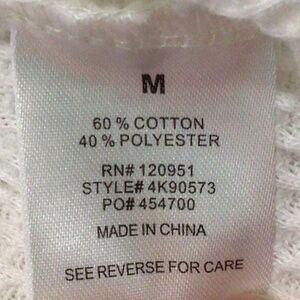 M
60 % COTTON
40 % POLYESTER
RN# 120951
STYLE# 4K90573
PO# 454700
MADE IN CHINA
SEE REVERSE FOR CARE